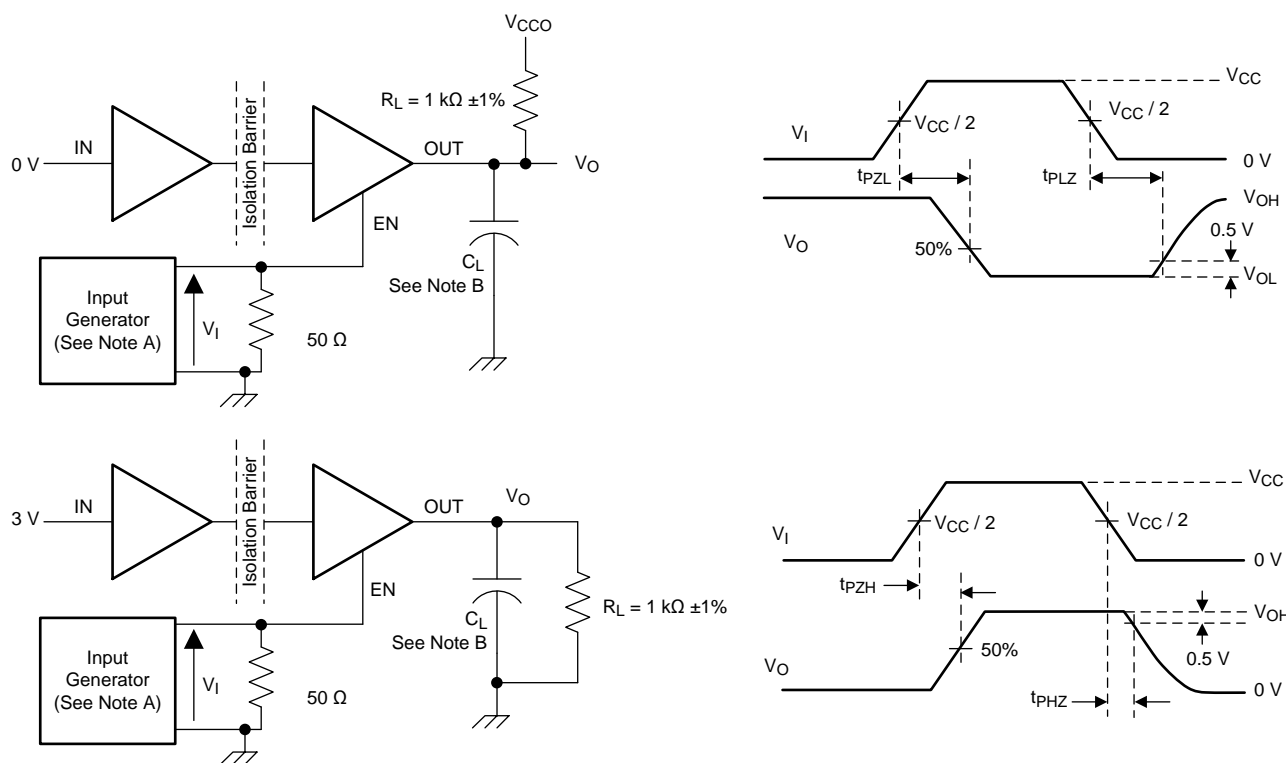 VCCO
RL = 1 kΩ ±1%
0 V
IN
Isolation Barrier
OUT
VO
EN
CL
See Note B
Input
Generator
(See Note A)
VI
50 Ω
VCC
VI
VCC / 2
VCC / 2
0 V
tPZL
tPLZ
VOH
VO
50%
0.5 V
VOL
3 V
IN
Isolation Barrier
OUT
VO
EN
CL
See Note B
RL = 1 kΩ ±1%
Input
Generator
(See Note A)
VI
50 Ω
VCC
VI
VCC / 2
VCC / 2
0 V
tPZH
VOH
0.5 V
VO
50%
tPHZ
0 V